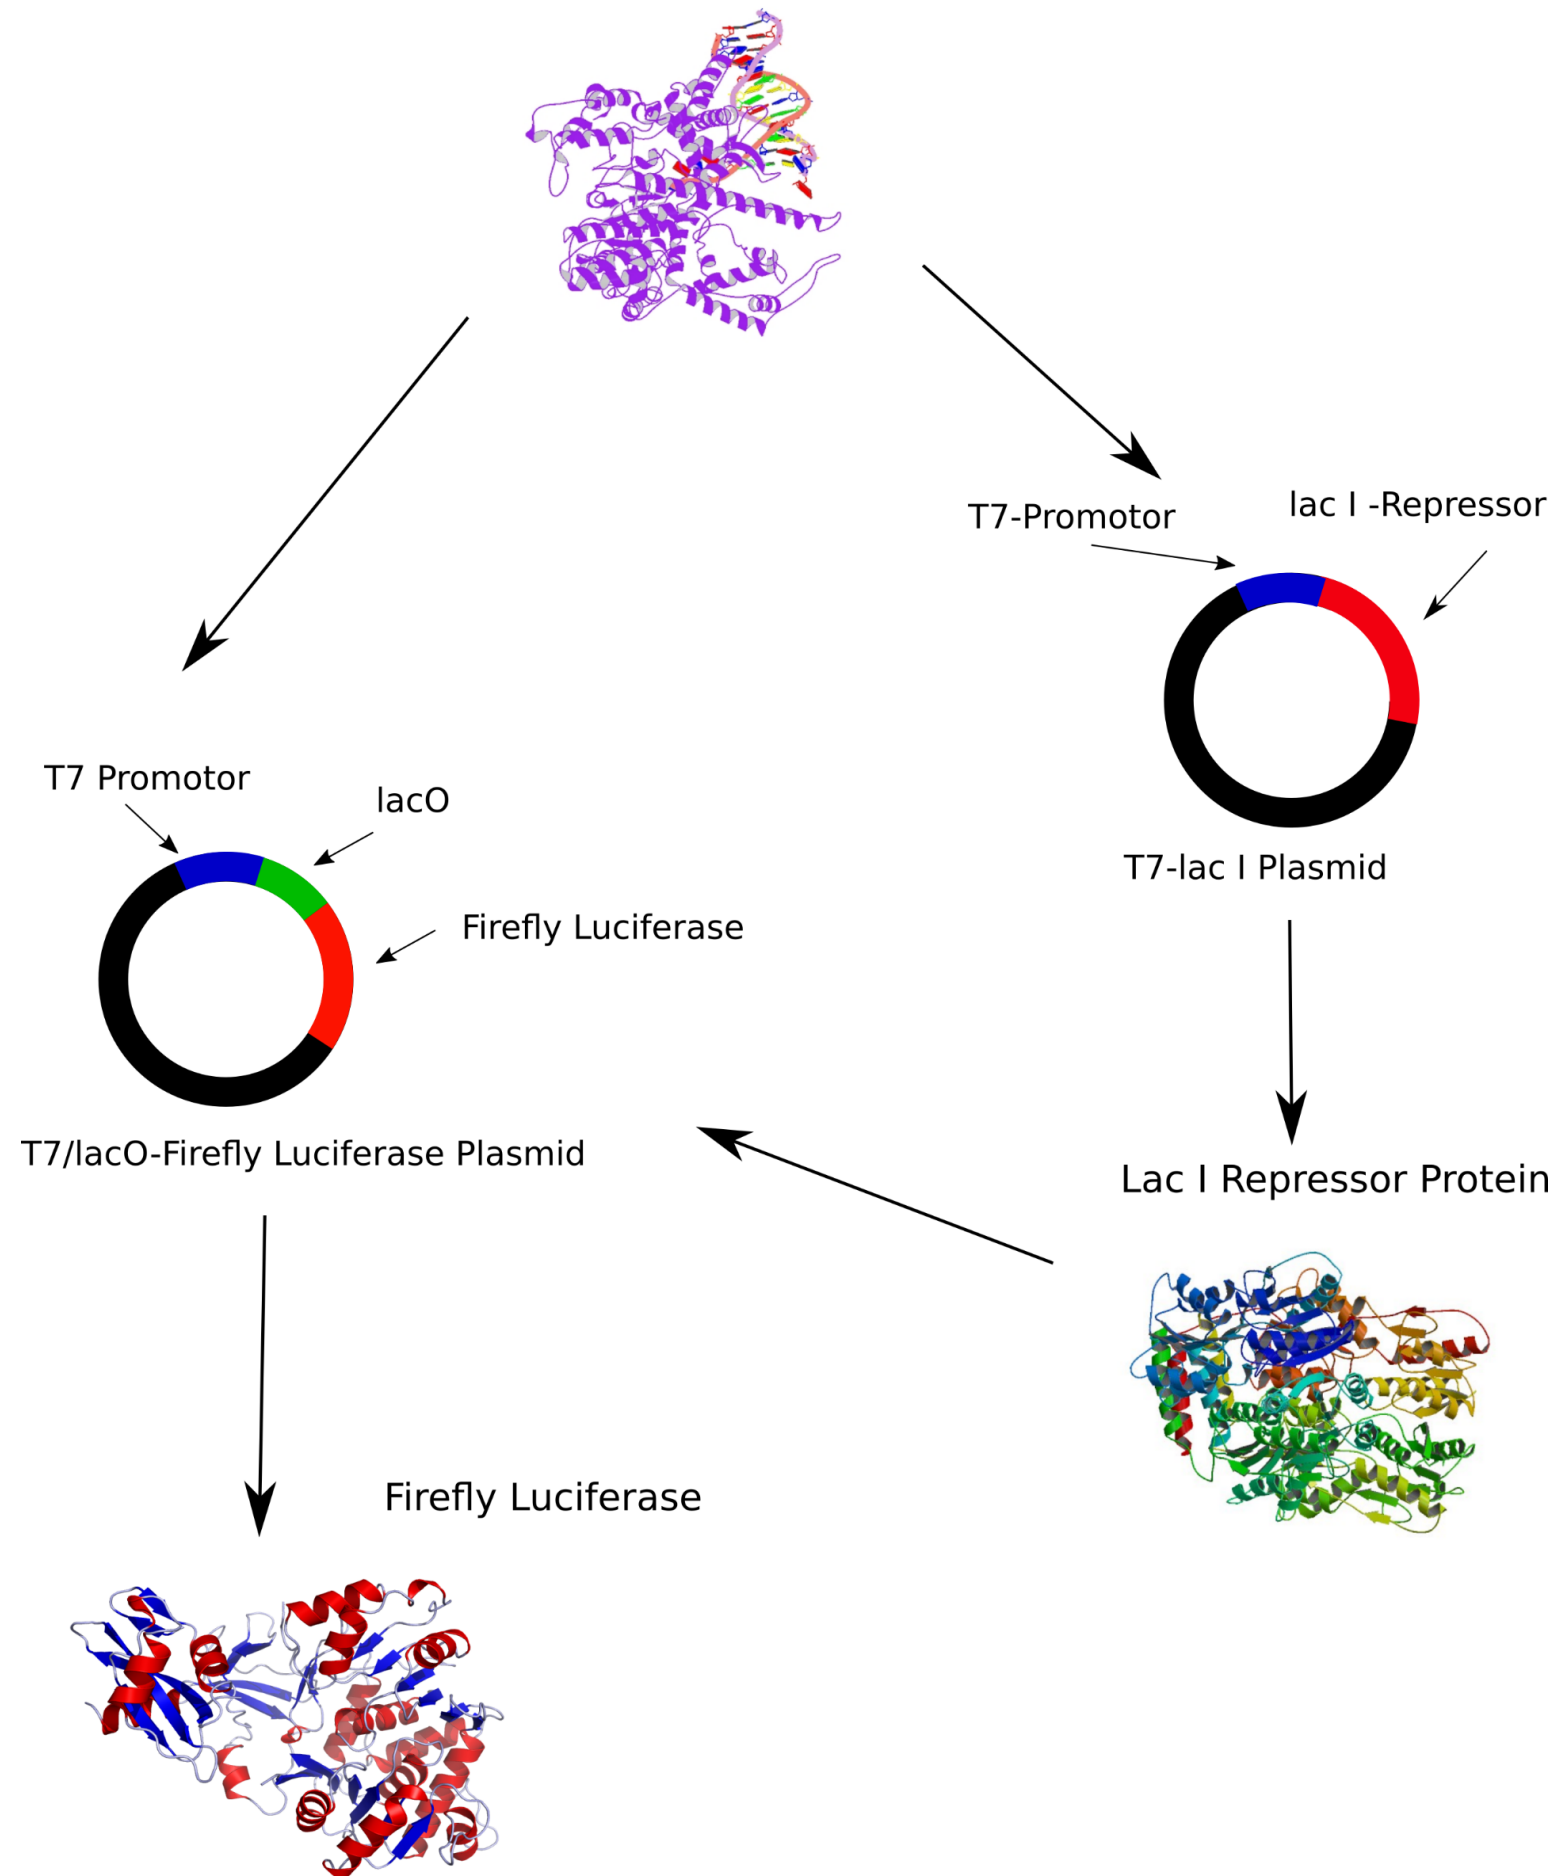 T7-Promotor
lac I -Repressor
T7 Promotor
lacO
T7-lac I Plasmid
Firefly Luciferase
T7/lacO-Firefly Luciferase Plasmid
Lac I Repressor Protein
Firefly Luciferase